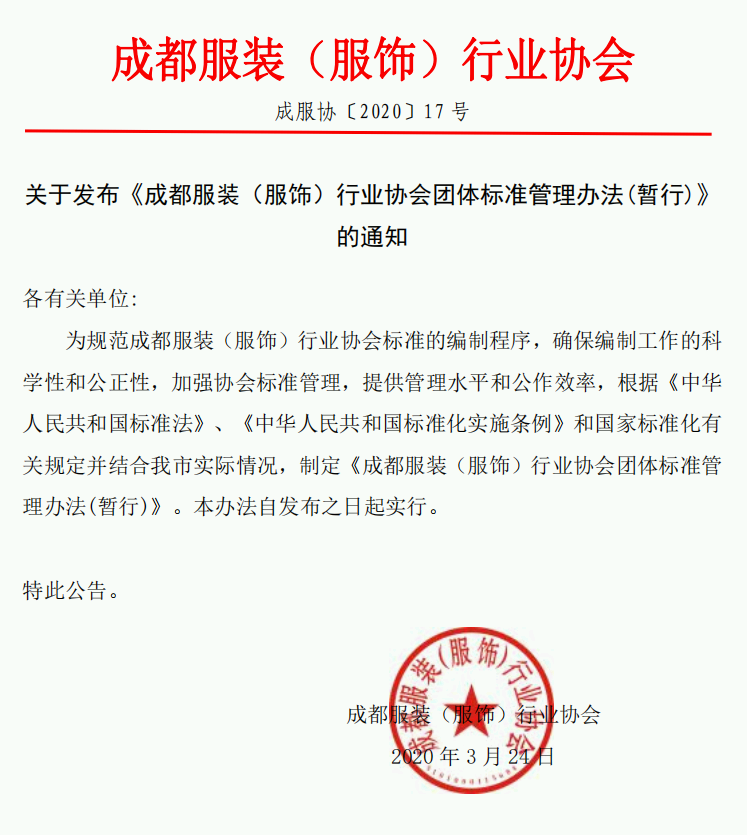 成都服装（服饰）行业协会
成服协〔2020〕17 号
关于发布《成都服装（服饰）行业协会团体标准管理办法(暂行)》
的通知
各有关单位:
为规范成都服装（服饰）行业协会标准的编制程序，确保编制工作的科
学性和公正性，加强协会标准管理，提供管理水平和公作效率，根据《中华
人民共和国标准法》、《中华人民共和国标准化实施条例》和国家标准化有
关规定并结合我市实际情况，制定《成都服装（服饰）行业协会团体标准管
理办法(暂行)》。本办法自发布之日起实行。
特此公告。
成都服装(服饰)行业协会
成都服装（服饰）行业协会
2020 年 3 月 24 日